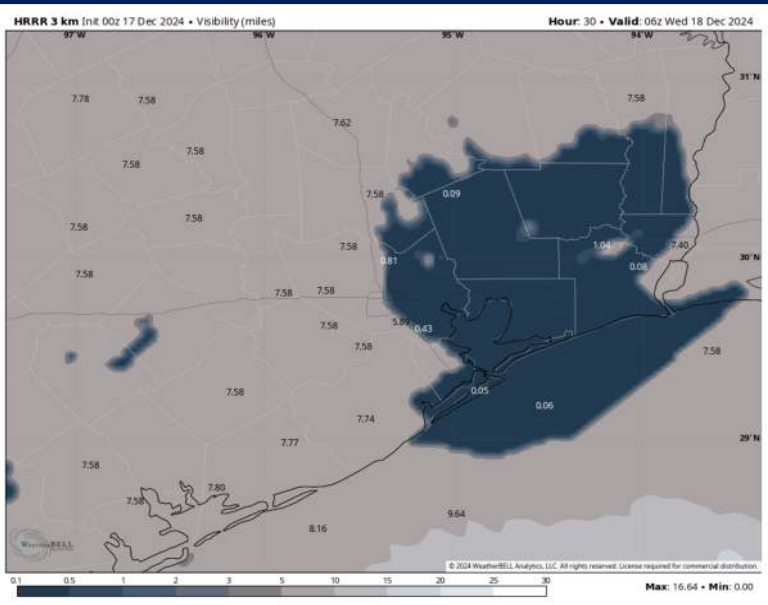 HRRR 3 km Init 00z 17 Dec 2024 • Visibility (miles) Hour: 30 • Valid: 06z Wed 18 Dec 2024
97°W 96°W 95°W 94°W
31°N
7.78 7.58 7.58
7.62
7.58
7.58
7.58 0.09
7.58
7.58
7.58 1.04 7.40
30°N
0.81 0.08
7.58
7.58 7.58
7.58 5.89 0.43
7.58 7.58
7.58 0.05
0.06
7.74
7.77 29°N
7.58
7.80
7.58
9.64
8.16
WeatherBELL
© 2024 WeatherBELL Analytics, LLC. All rights reserved. License required for commercial distribution.
0.1 0.5 1 2 3 5 10 15 20 25 30
Max: 16.64 • Min: 0.00